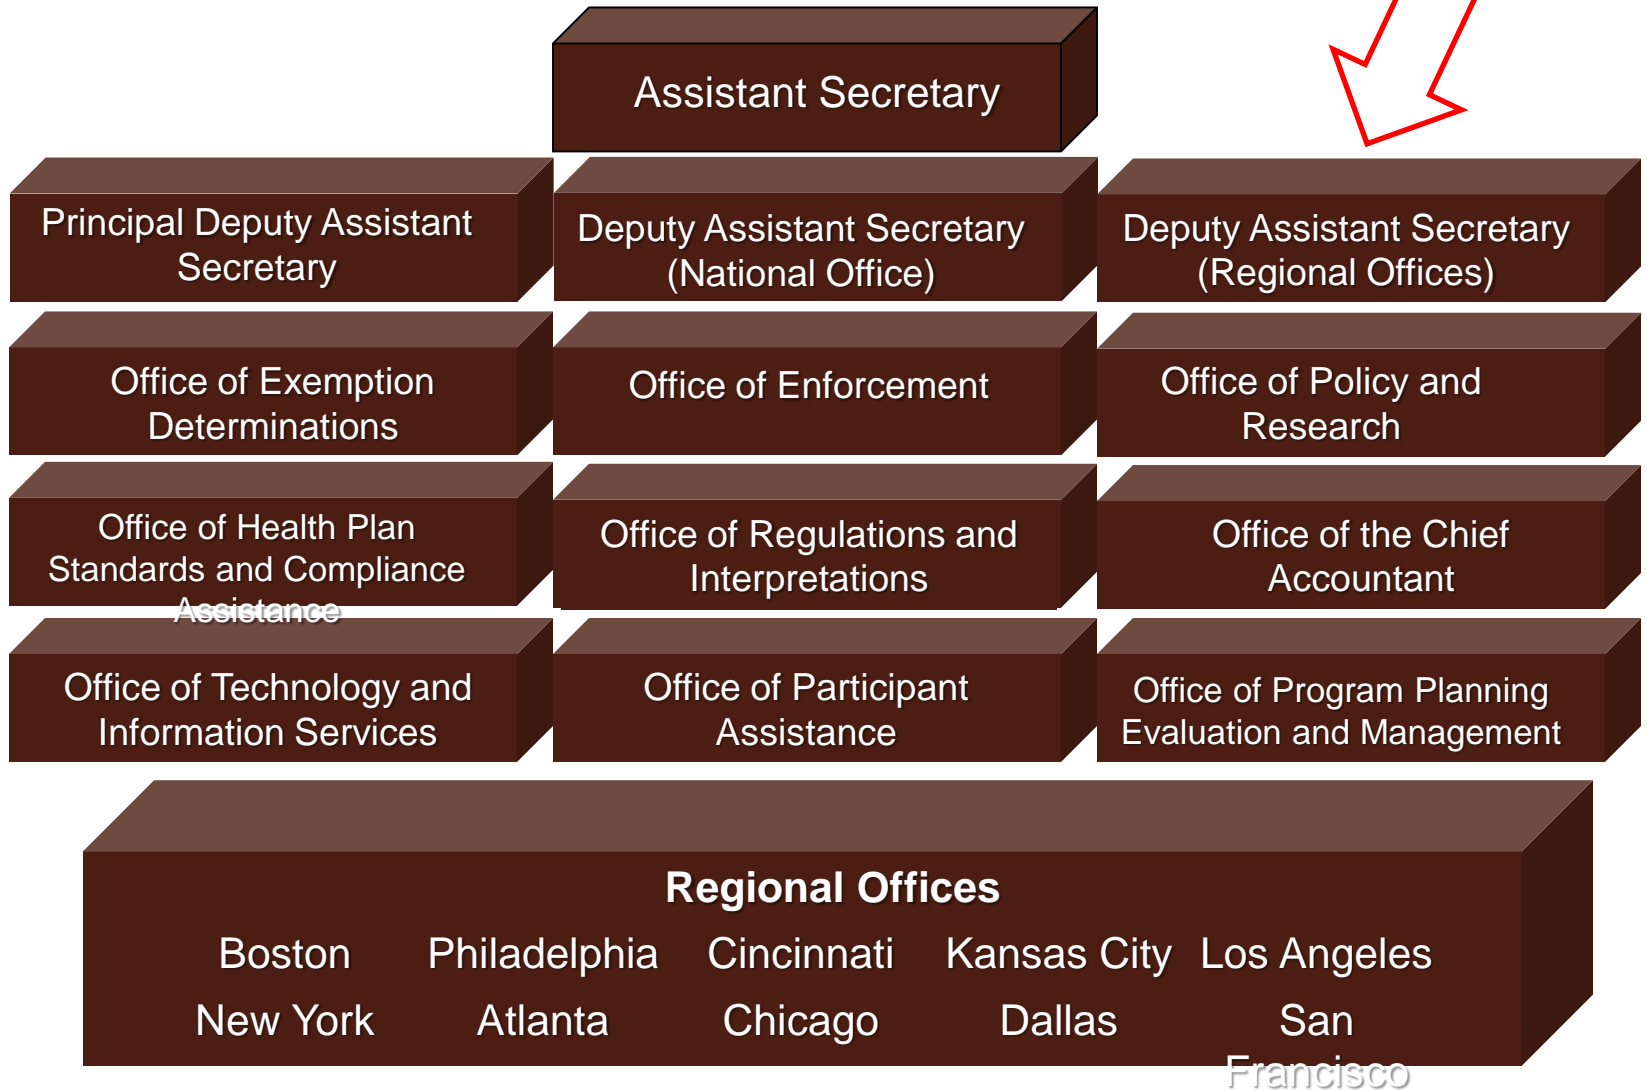 Assistant Secretary
Principal Deputy Assistant
Secretary
Deputy Assistant Secretary
(National Office)
Deputy Assistant Secretary
(Regional Offices)
Office of Exemption
Determinations
Office of Enforcement
Office of Policy and
Research
Office of Health Plan
Standards and Compliance
Assistance
Office of Regulations and
Interpretations
Office of the Chief
Accountant
Office of Technology and
Information Services
Office of Participant
Assistance
Office of Program Planning
Evaluation and Management
Regional Offices
Boston Philadelphia Cincinnati Kansas City Los Angeles
New York Atlanta Chicago Dallas San
Francisco